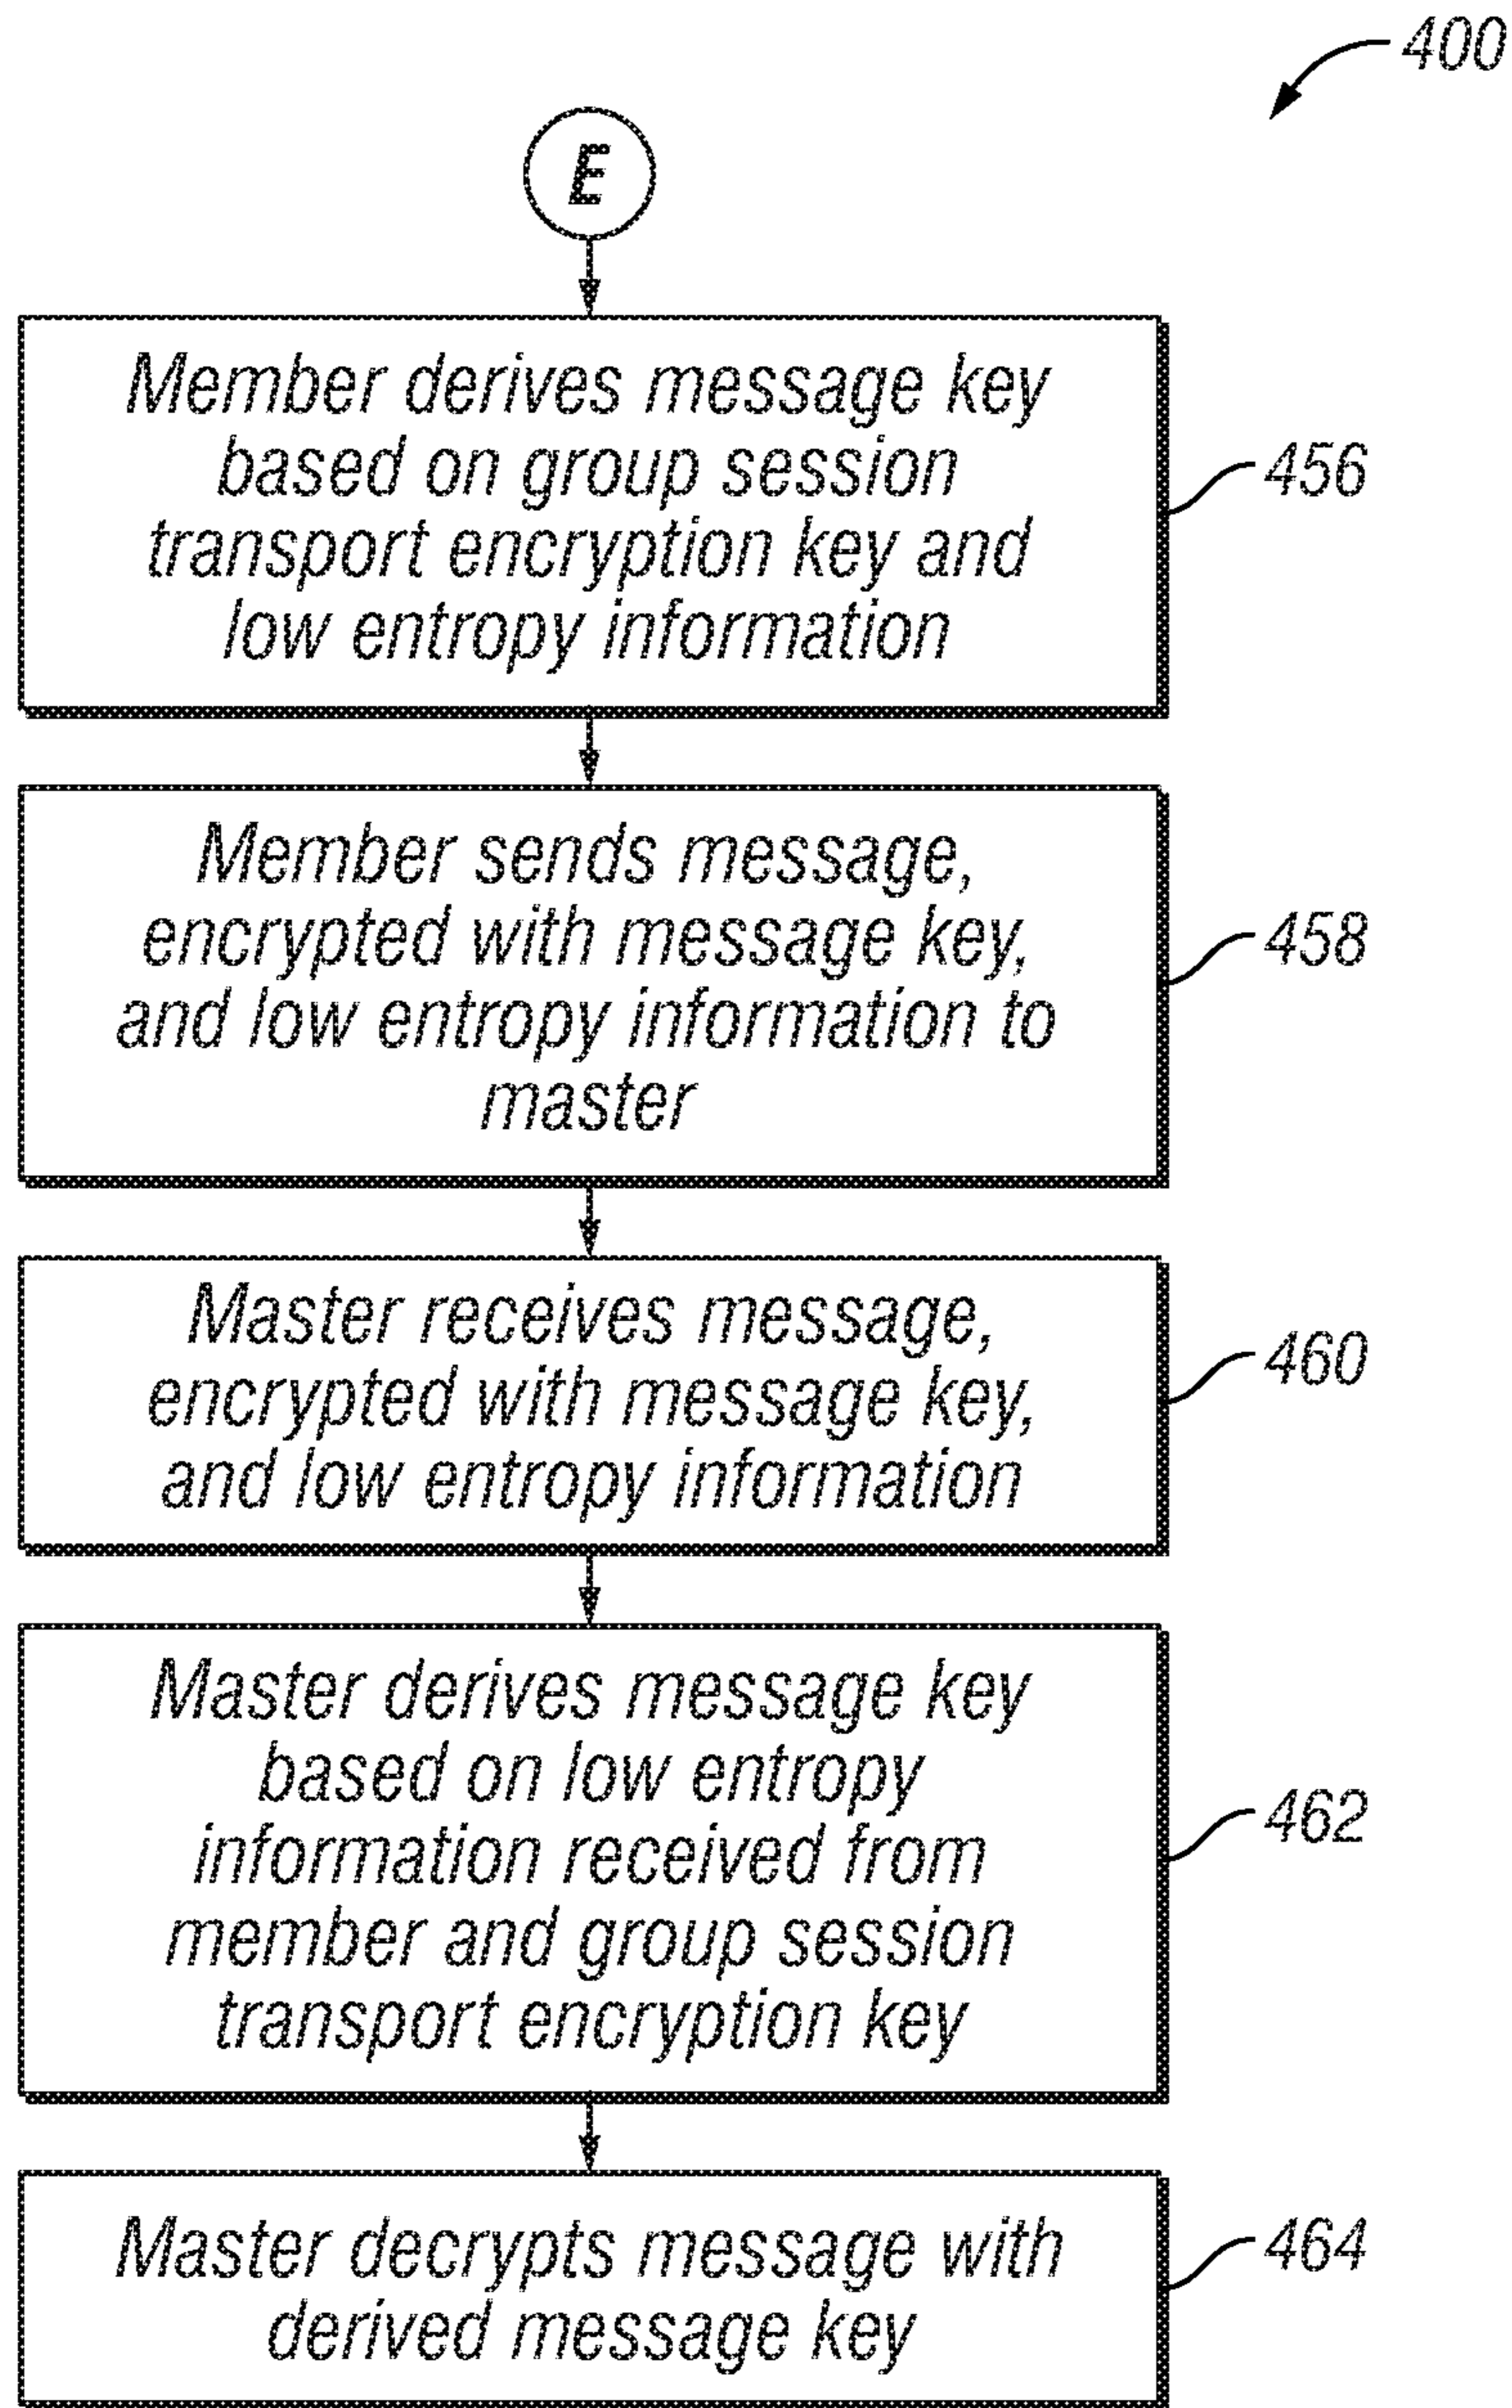 400
E
Member derives message key
based on group session
transport encryption key and
low entropy information
456
Member sends message,
encrypted with message key,
and low entropy information to
master
458
Master receives message,
encrypted with message key,
and low entropy information
460
Master derives message key
based on low entropy
information received from
member and group session
transport encryption key
462
Master decrypts message with
derived message key
464